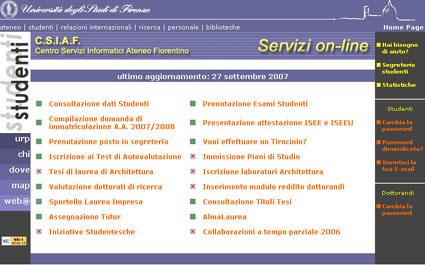 Università degli Studi di Firenze
ateneo | studenti | relazioni internazionali | ricerca | personale | biblioteche
Home Page
studenti
studenti
C.S.I.A.F.
Centro Servizi Informatici Ateneo Fiorentino
Servizi on-line
ultimo aggiornamento: 27 settembre 2007
Consultazione dati Studenti
Prenotazione Esami Studenti
Compilazione domanda di
immatricolazione A.A. 2007/2008
Presentazione attestazione ISEE e ISEEU
Prenotazione posto in segreteria
Vuoi effettuare un Tirocinio?
Iscrizione ai Test di Autovalutazione
Immissione Piani di Studio
Tesi di laurea di Architettura
Iscrizione laboratori Architettura
Valutazione dottorati di ricerca
Inserimento modulo reddito dottorandi
Sportello Laurea Impresa
Consultazione Titoli Tesi
Assegnazione Tutor
AlmaLaurea
Iniziative Studentesche
Collaborazioni a tempo parziale 2006
urp
chi
dove
map
web@
Hai bisogno
di aiuto?
Segreterie
studenti
Statistiche
Studenti
Cambia la
password
Password
dimenticata?
Inserisci la
tua E-mail
Dottorandi
Cambia la
password